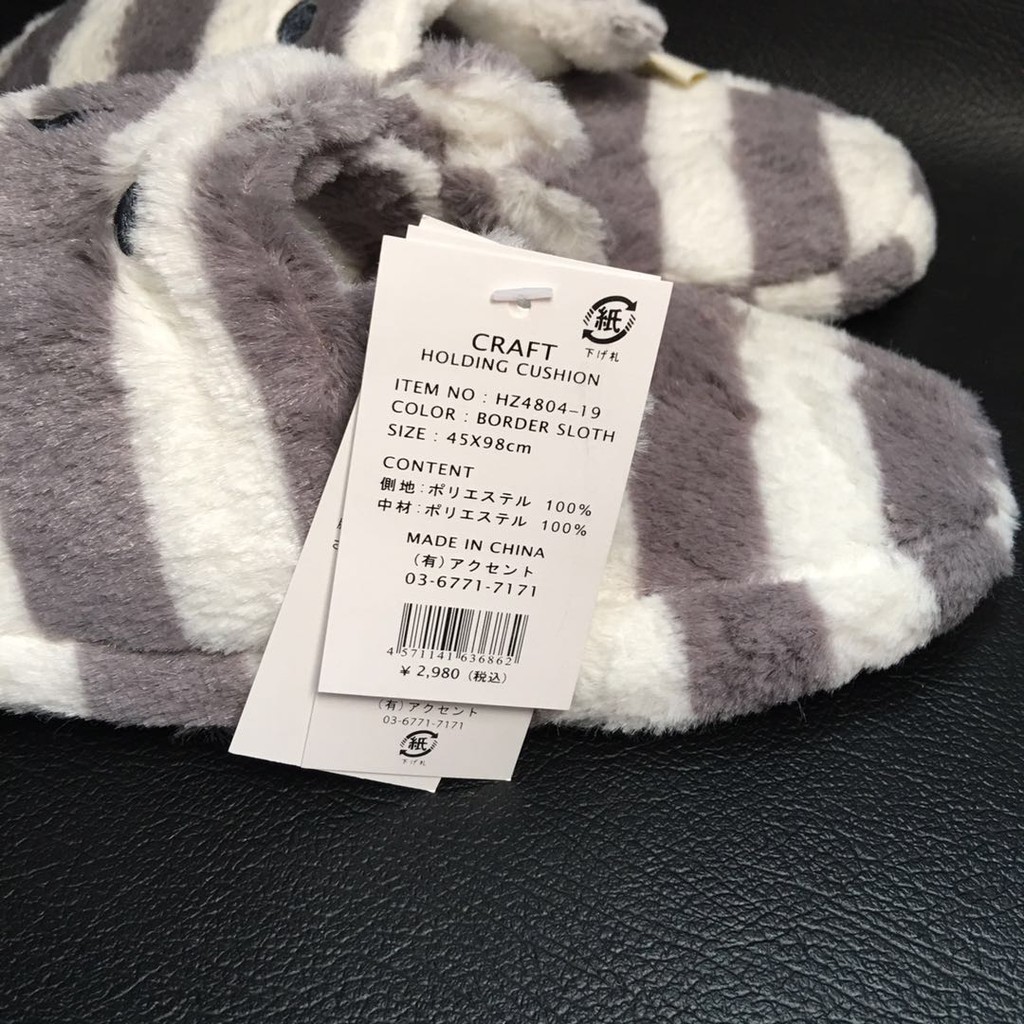 紙
下げ札
CRAFT
HOLDING CUSHION
ITEM NO : HZ4804-19
COLOR : BORDER SLOTH
SIZE : 45X98cm
CONTENT
側地:ポリエステル 100%
中材:ポリエステル 100%
MADE IN CHINA
(有)アクセント
03-6771-7171
4 571141 636862
¥ 2,980 (税込)
(有)アクセント
03-6771-7171
紙
下げ札